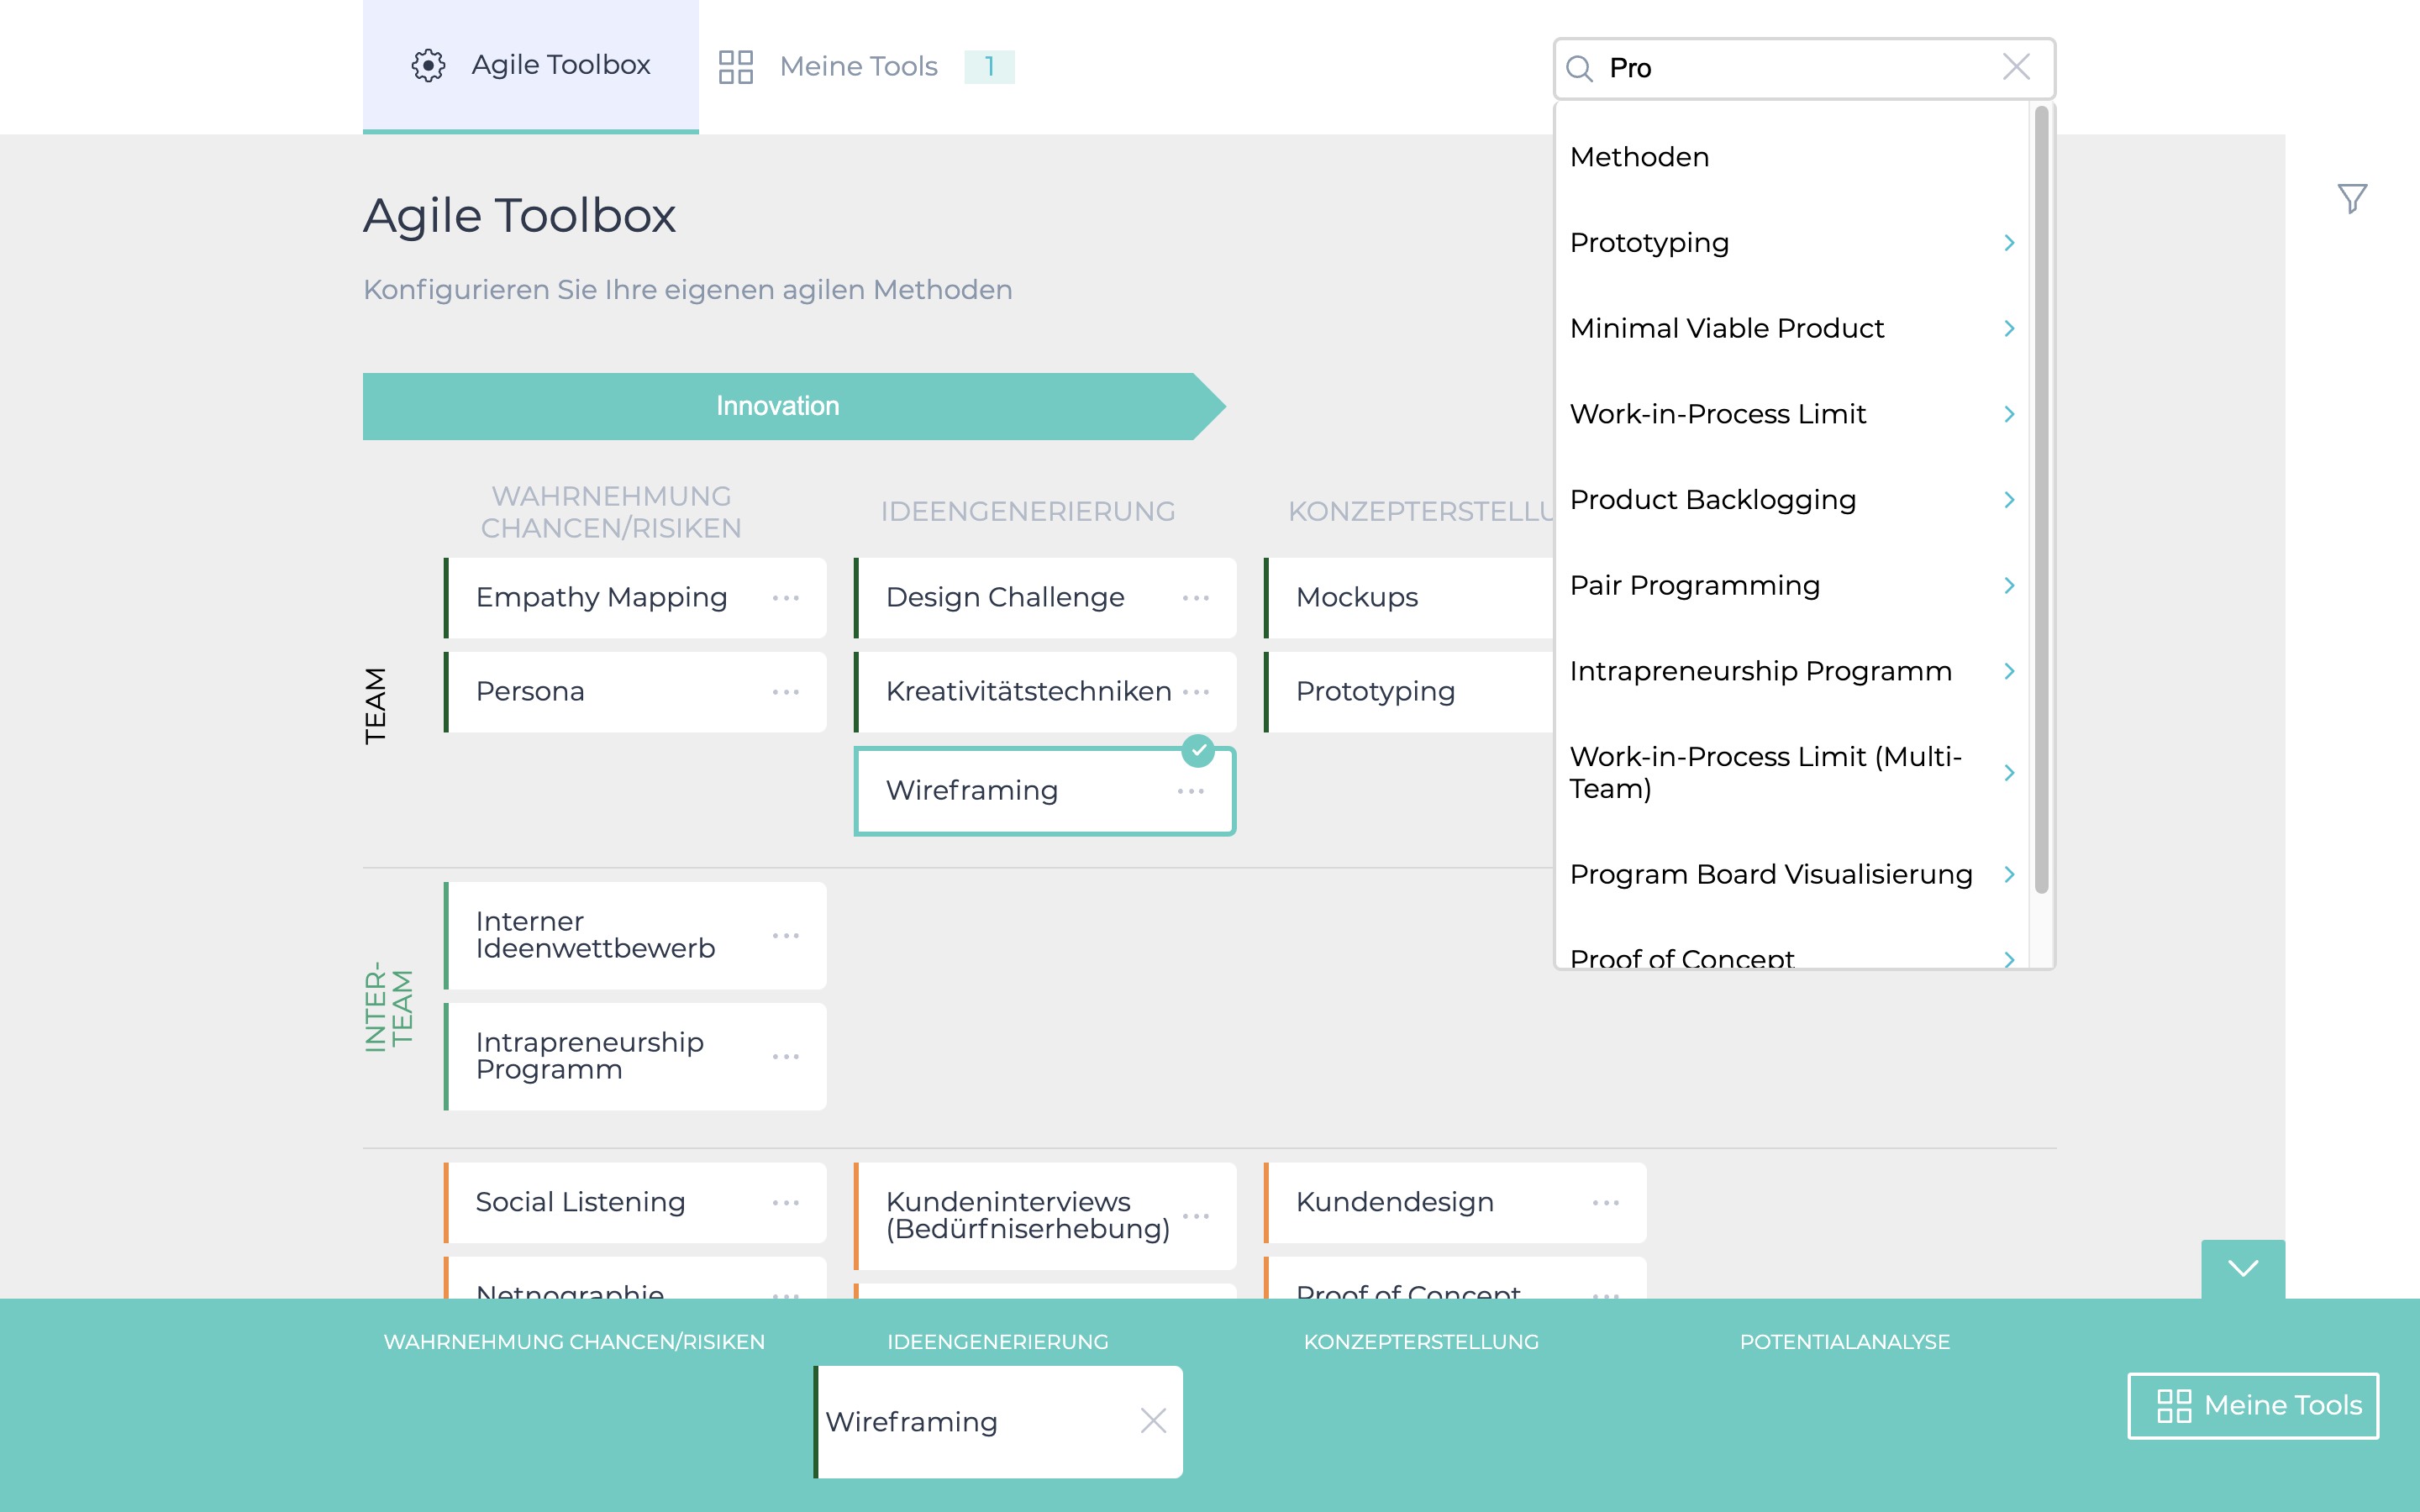 Agile Toolbox
Meine Tools
1
Pro
Methoden
Prototyping
Minimal Viable Product
Work-in-Process Limit
Product Backlogging
Pair Programming
Intrapreneurship Programm
Work-in-Process Limit (Multi-
Team)
Program Board Visualisierung
Proof of Concept
Agile Toolbox
Konfigurieren Sie Ihre eigenen agilen Methoden
Innovation
WAHRNEHMUNG
CHANCEN/RISIKEN
IDEENGENERIERUNG
KONZEPTERSTELLU
TEAM
Empathy Mapping
Design Challenge
Mockups
Persona
Kreativitätstechniken
Prototyping
Wireframing
INTER-
TEAM
Interner
Ideenwettbewerb
Intrapreneurship
Programm
Social Listening
Kundeninterviews
(Bedürfniserhebung)
Kundendesign
Netnographie
Proof of Concept
WAHRNEHMUNG CHANCEN/RISIKEN
IDEENGENERIERUNG
KONZEPTERSTELLUNG
POTENTIALANALYSE
Wireframing
Meine Tools